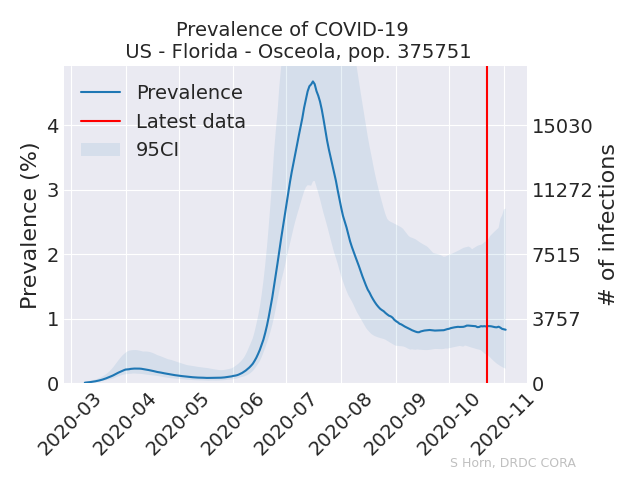 Prevalence of COVID-19
US - Florida - Osceola, pop. 375751
Prevalence
Latest data
95CI
Prevalence (%)
4
3
2
1
0
15030
11272
7515
3757
0
# of infections
2020-03
2020-04
2020-05
2020-06
2020-07
2020-08
2020-09
2020-10
2020-11
S Horn, DRDC CORA